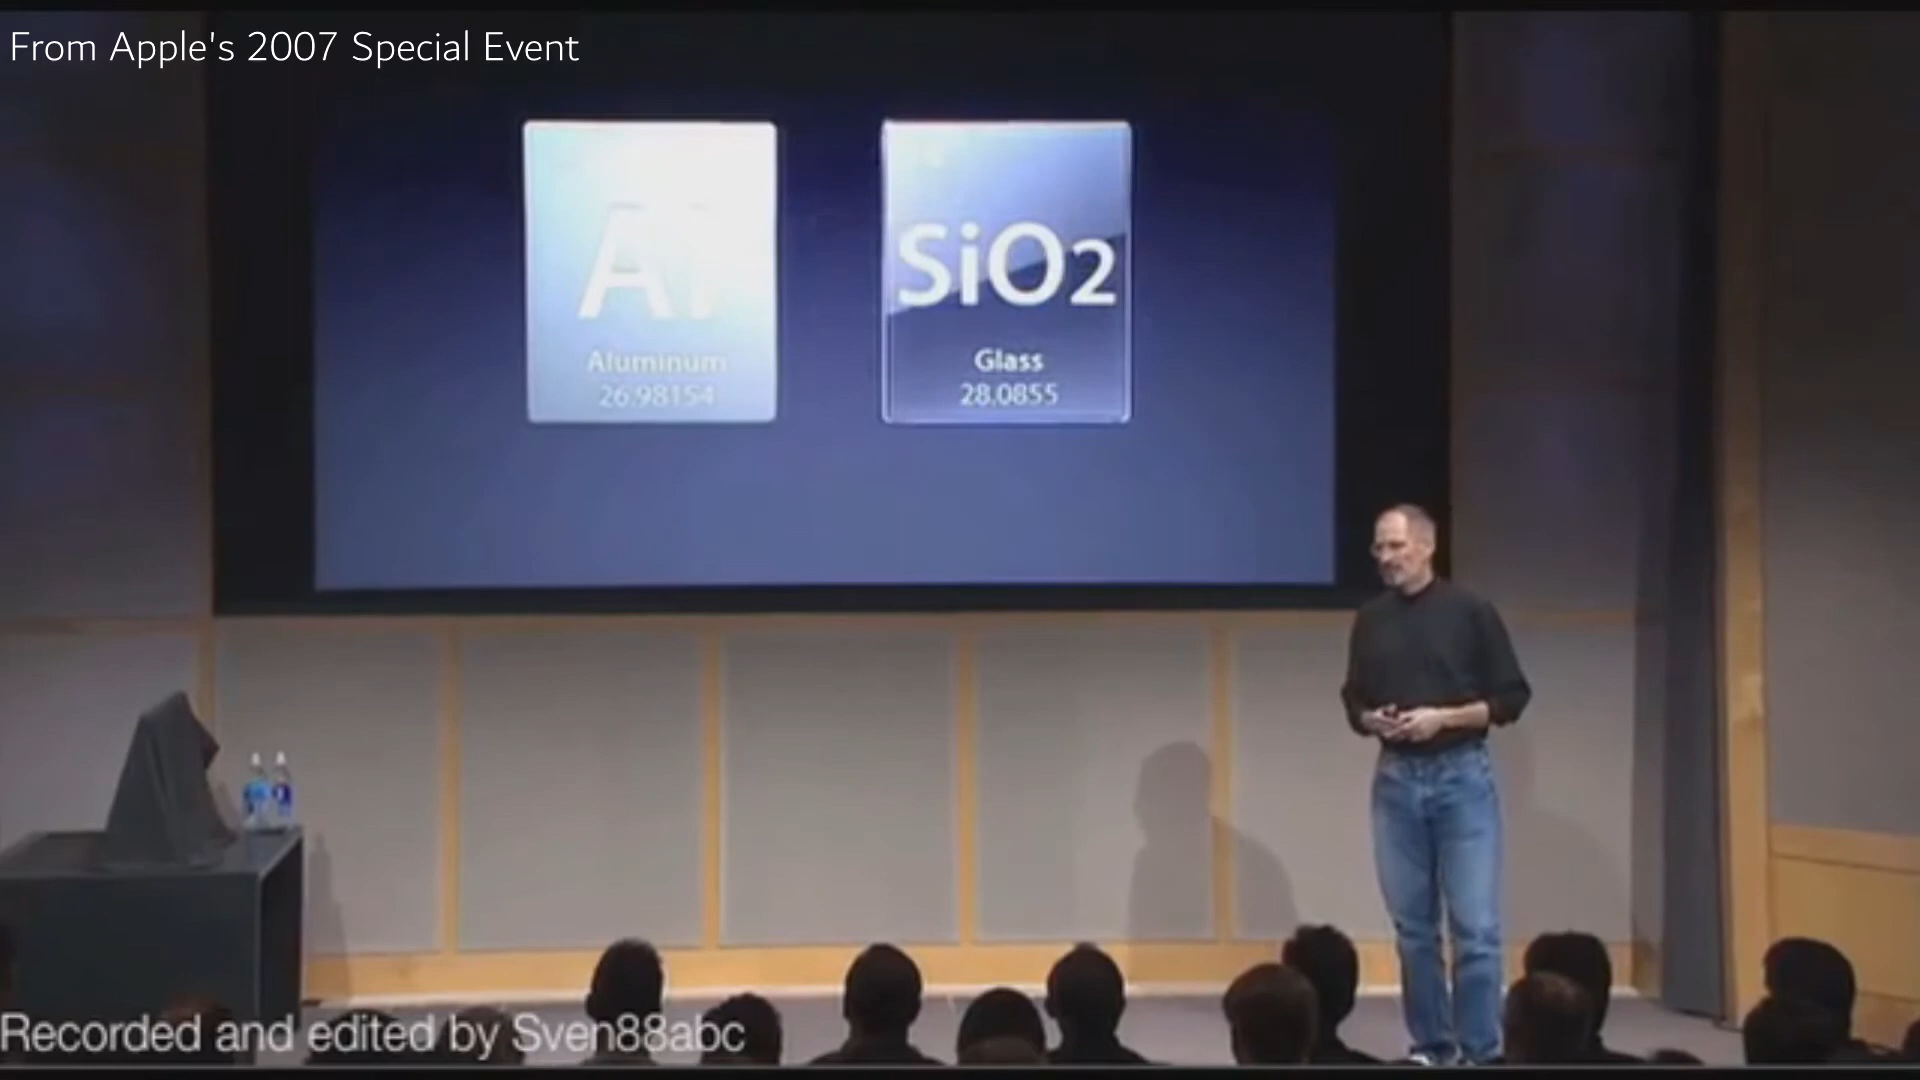 From Apple's 2007 Special Event
Al
Aluminum
26.98154
SiO2
Glass
28.0855
Recorded and edited by Sven88abc